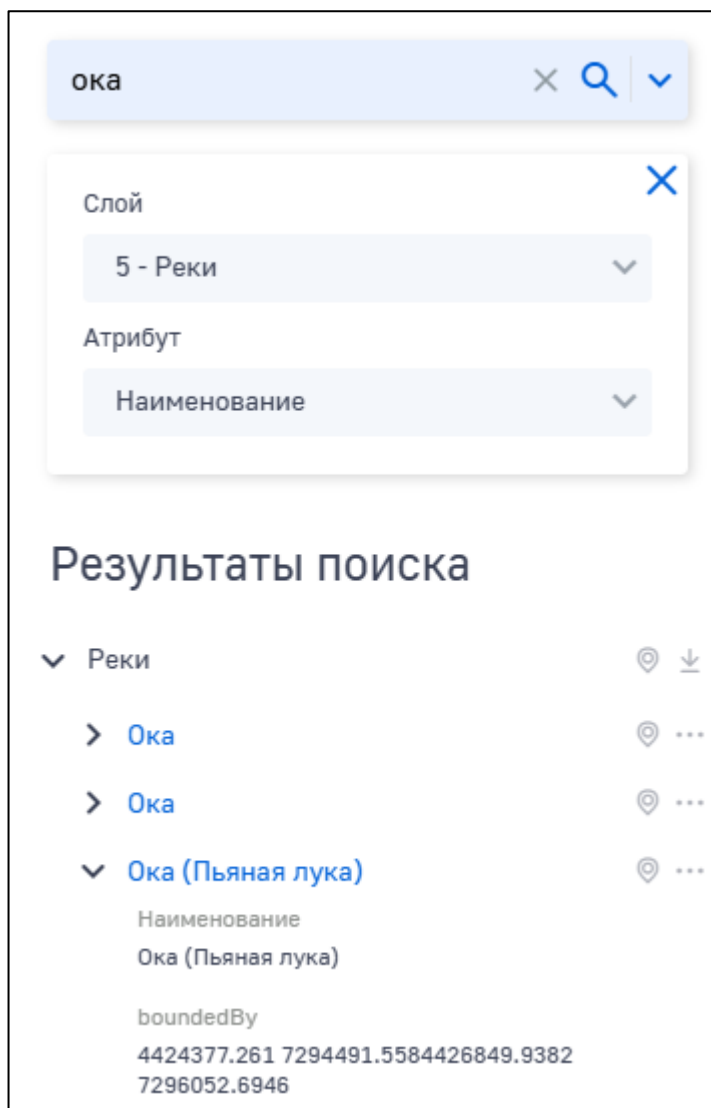 ока
Слой
5 - Реки
Атрибут
Наименование
Результаты поиска
Реки
Ока
Ока
Ока (Пьяная лука)
Наименование
Ока (Пьяная лука)
boundedBy
4424377.261 7294491.5584426849.9382
7296052.6946